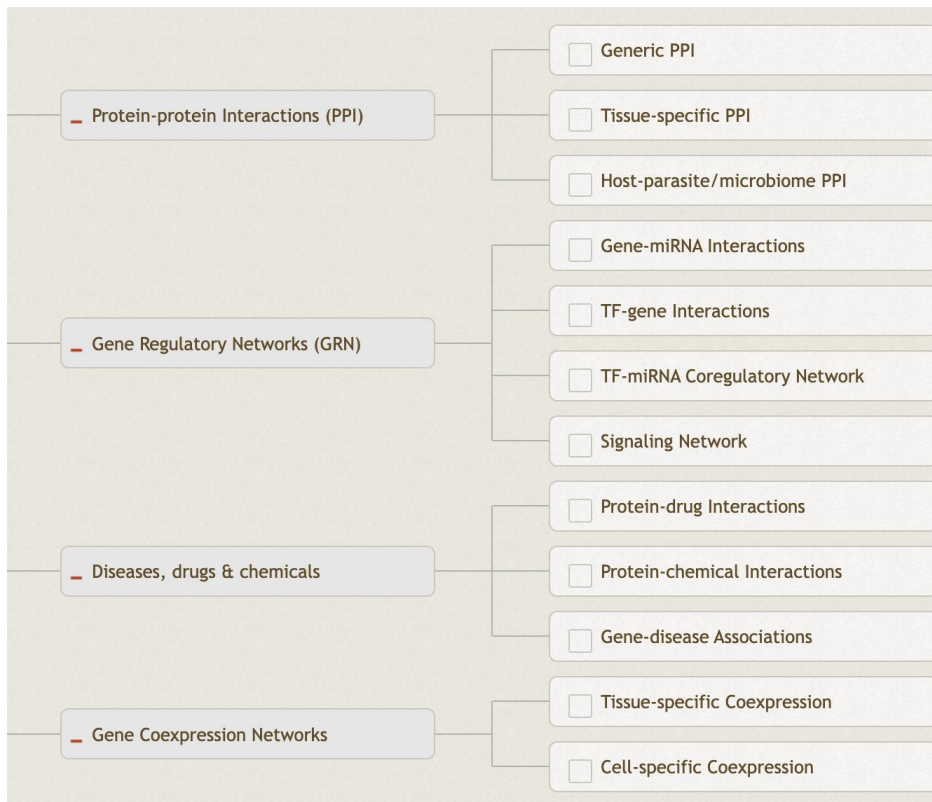 Protein-protein Interactions (PPI)
Generic PPI
Tissue-specific PPI
Host-parasite/microbiome PPI
Gene Regulatory Networks (GRN)
Gene-miRNA Interactions
TF-gene Interactions
TF-miRNA Coregulatory Network
Signaling Network
Diseases, drugs & chemicals
Protein-drug Interactions
Protein-chemical Interactions
Gene-disease Associations
Gene Coexpression Networks
Tissue-specific Coexpression
Cell-specific Coexpression